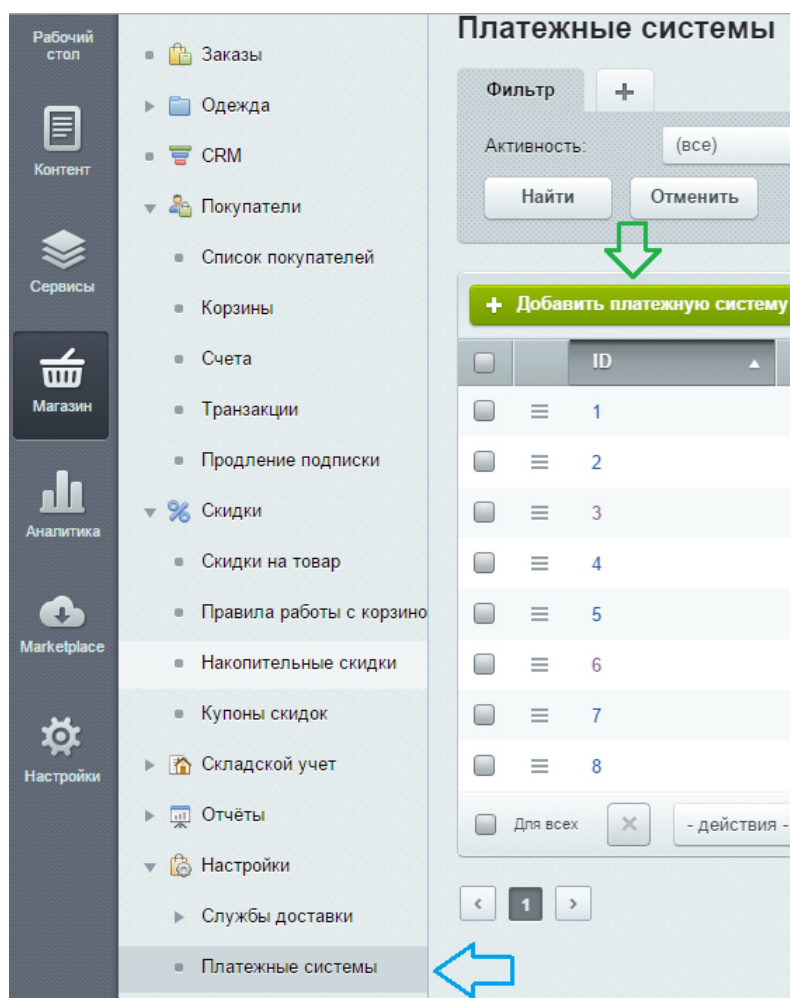 Рабочий
стол
Контент
Сервисы
Магазин
Аналитика
Marketplace
Настройки
Заказы
Одежда
CRM
Покупатели
Список покупателей
Корзины
Счета
Транзакции
Продление подписки
Скидки
Скидки на товар
Правила работы с корзино
Накопительные скидки
Купоны скидок
Складской учет
Отчёты
Настройки
Службы доставки
Платежные системы
Платежные системы
Фильтр
Активность: (все)
Найти Отменить
+ Добавить платежную систему
ID
1
2
3
4
5
6
7
8
Для всех - действия -
1